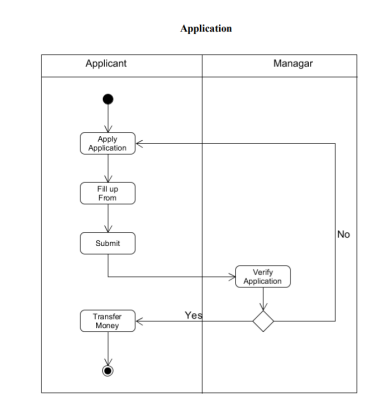 Application
Applicant
Managar
Apply
Application
Fill up
From
Submit
No
Verify
Application
Transfer
Money
Yes